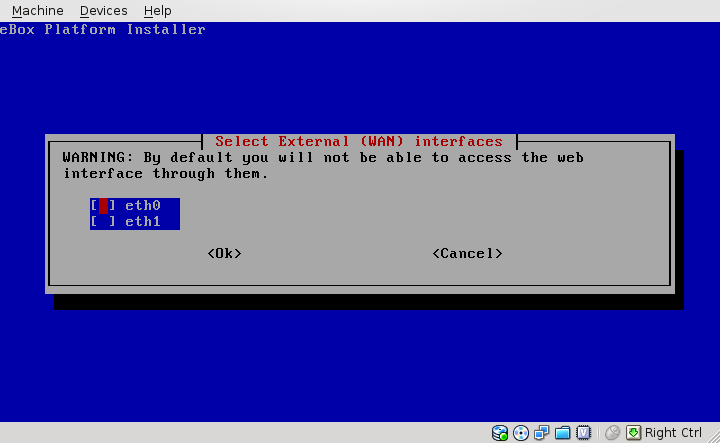 Machine Devices Help
eBox Platform Installer
Select External (WAN) interfaces
WARNING: By default you will not be able to access the web
interface through them.
[ ] eth0
[ ] eth1
<Ok> <Cancel>
Right Ctrl